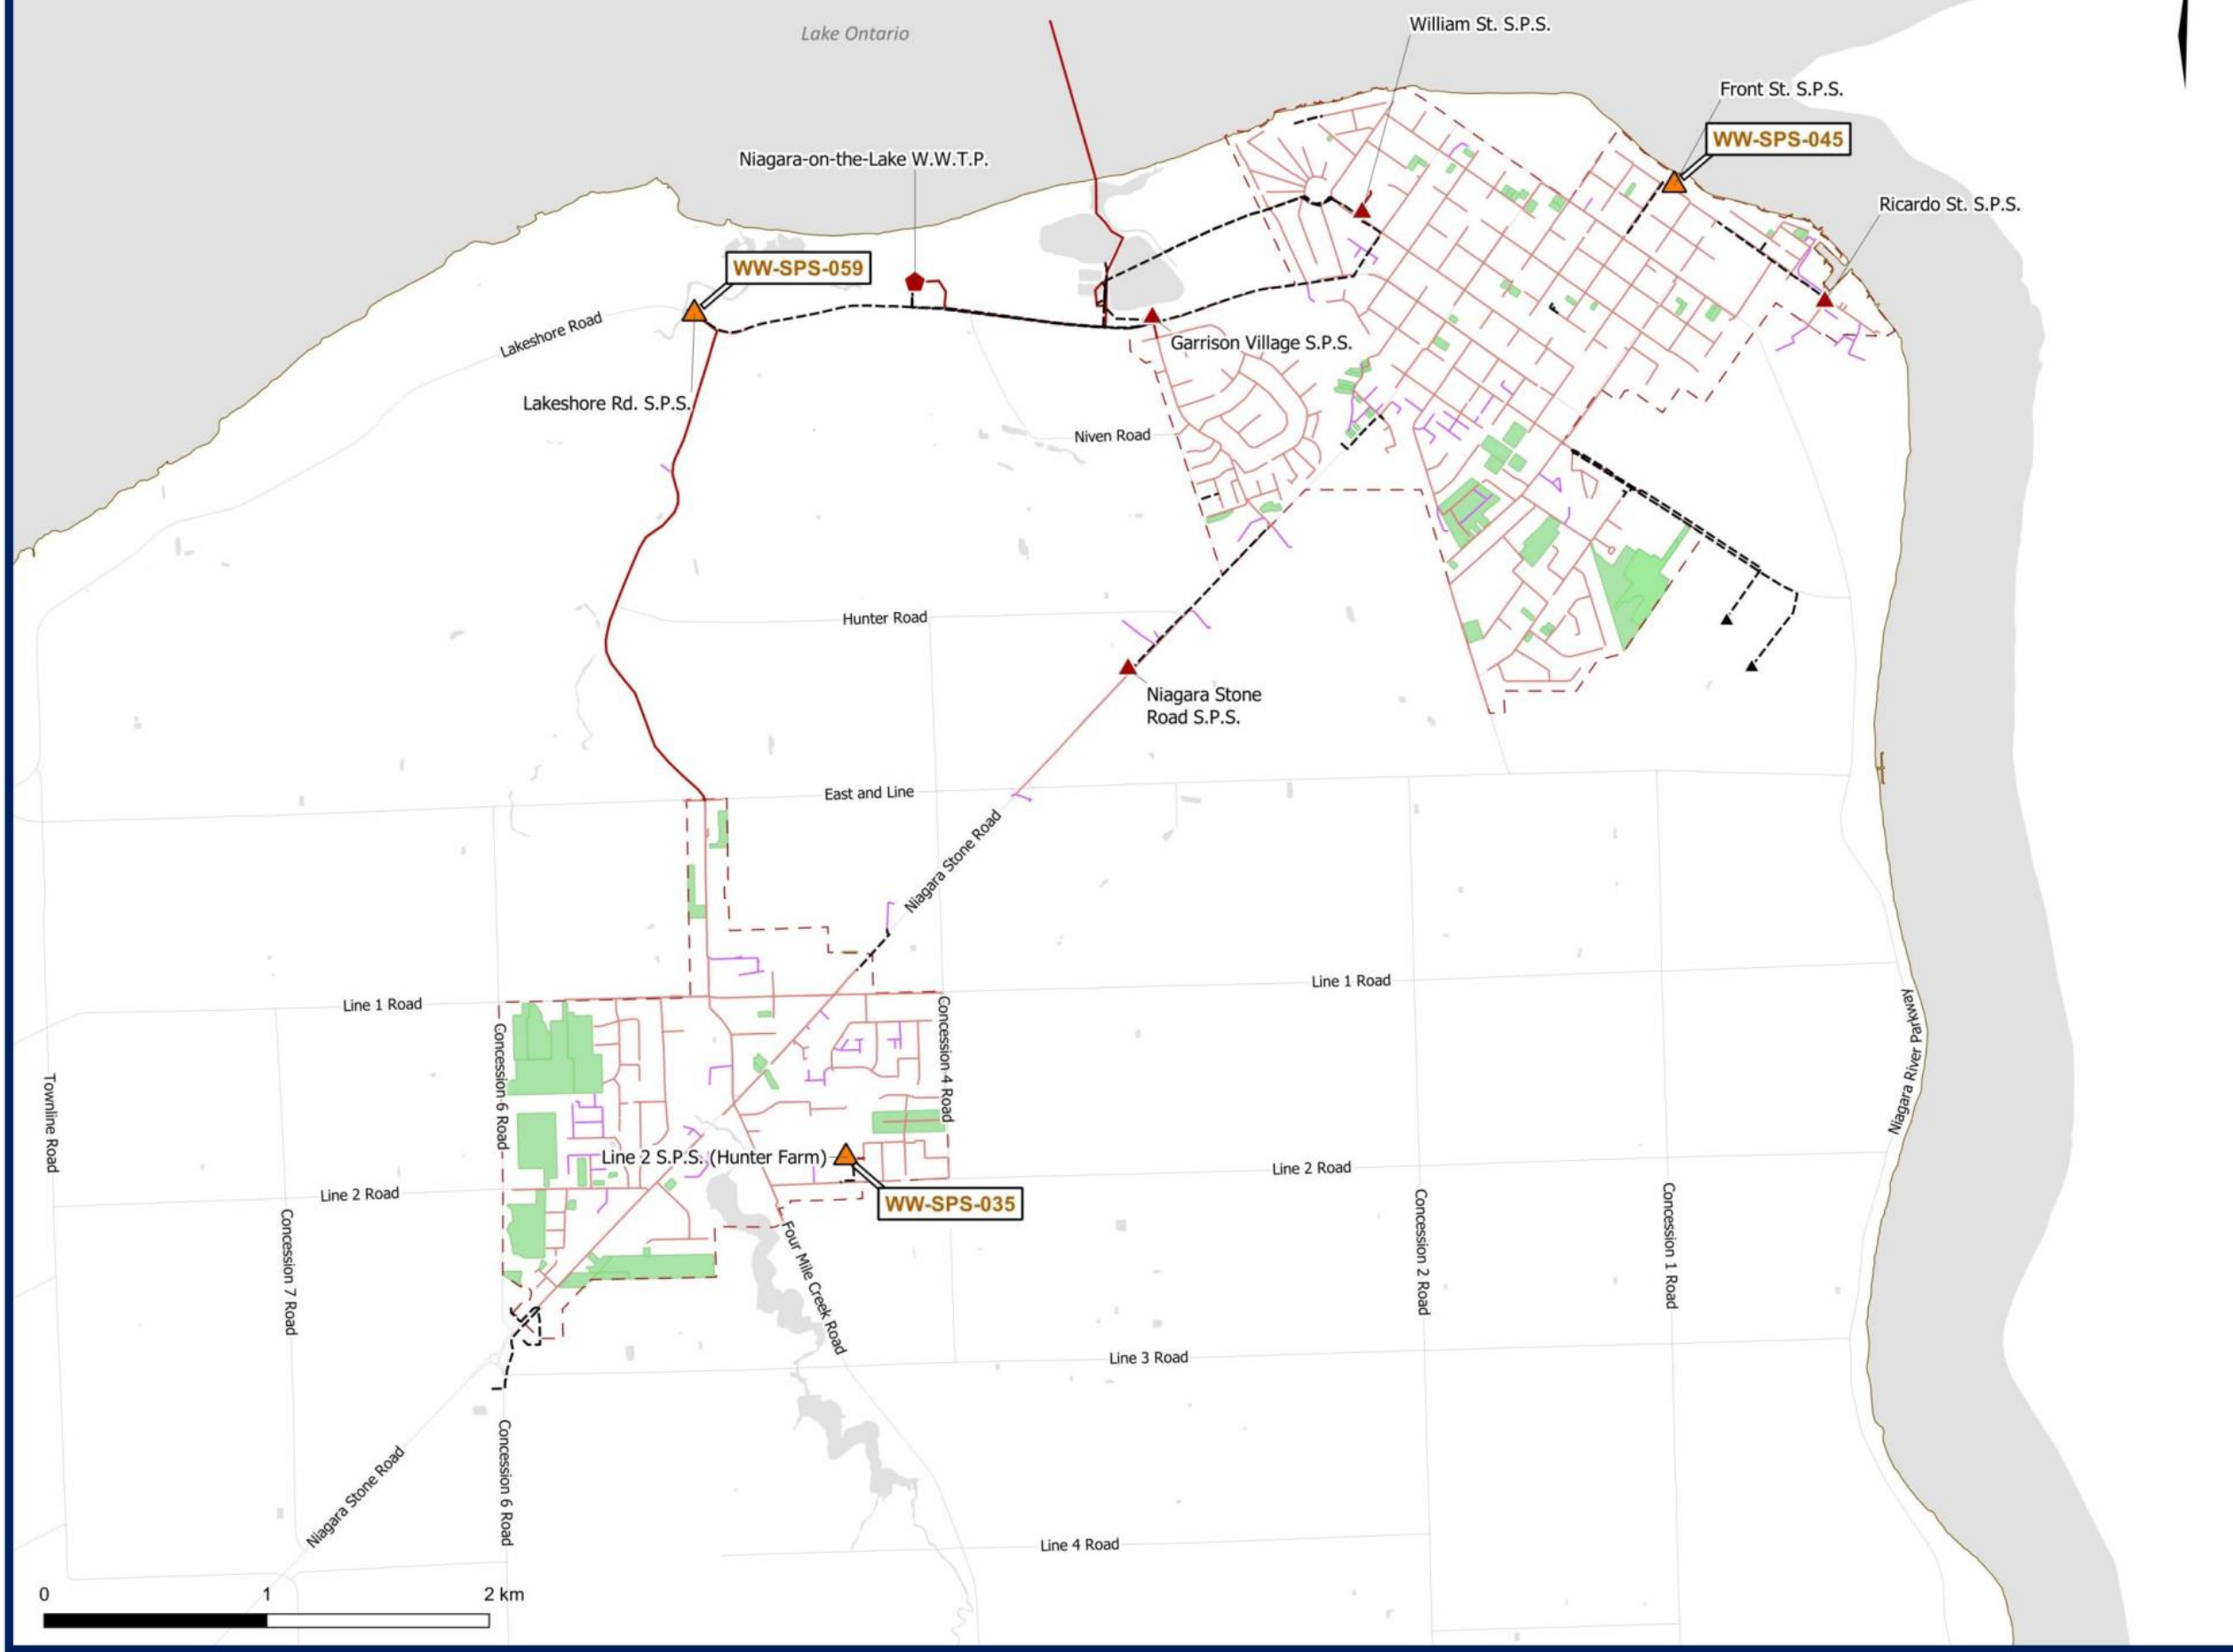 Lake Ontario
William St. S.P.S.
Front St. S.P.S.
WW-SPS-045
Niagara-on-the-Lake W.W.T.P.
Ricardo St. S.P.S.
WW-SPS-059
Lakeshore Road
Garrison Village S.P.S.
Lakeshore Rd. S.P.S.
Niven Road
Hunter Road
Niagara Stone
Road S.P.S.
East and Line
Niagara Stone Road
Line 1 Road
Line 1 Road
Concession 6 Road
Concession 4 Road
Niagara River Parkway
Townline Road
Line 2 S.P.S. (Hunter Farm)
Line 2 Road
Line 2 Road
WW-SPS-035
Concession 7 Road
Four Mile Creek Road
Concession 2 Road
Concession 1 Road
Line 3 Road
Niagara Stone Road
Concession 6 Road
Line 4 Road
0 1 2 km